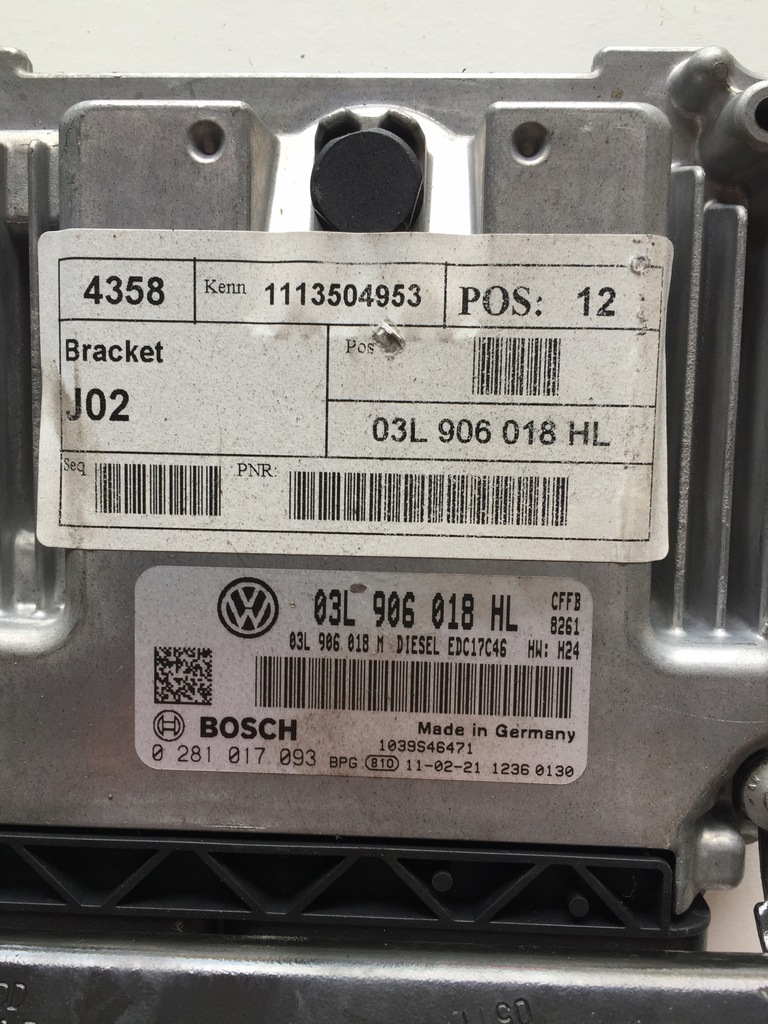 4358 Kenn 1113504953 POS: 12
Bracket Pos
J02
03L 906 018 HL
Seq PNR:
03L 906 018 HL CFFB
8261
03L 906 018 M DIESEL EDC17C46 HW: H24
BOSCH Made in Germany
1039S46471
0 281 017 093 BPG 810 11-02-21 1236 0130